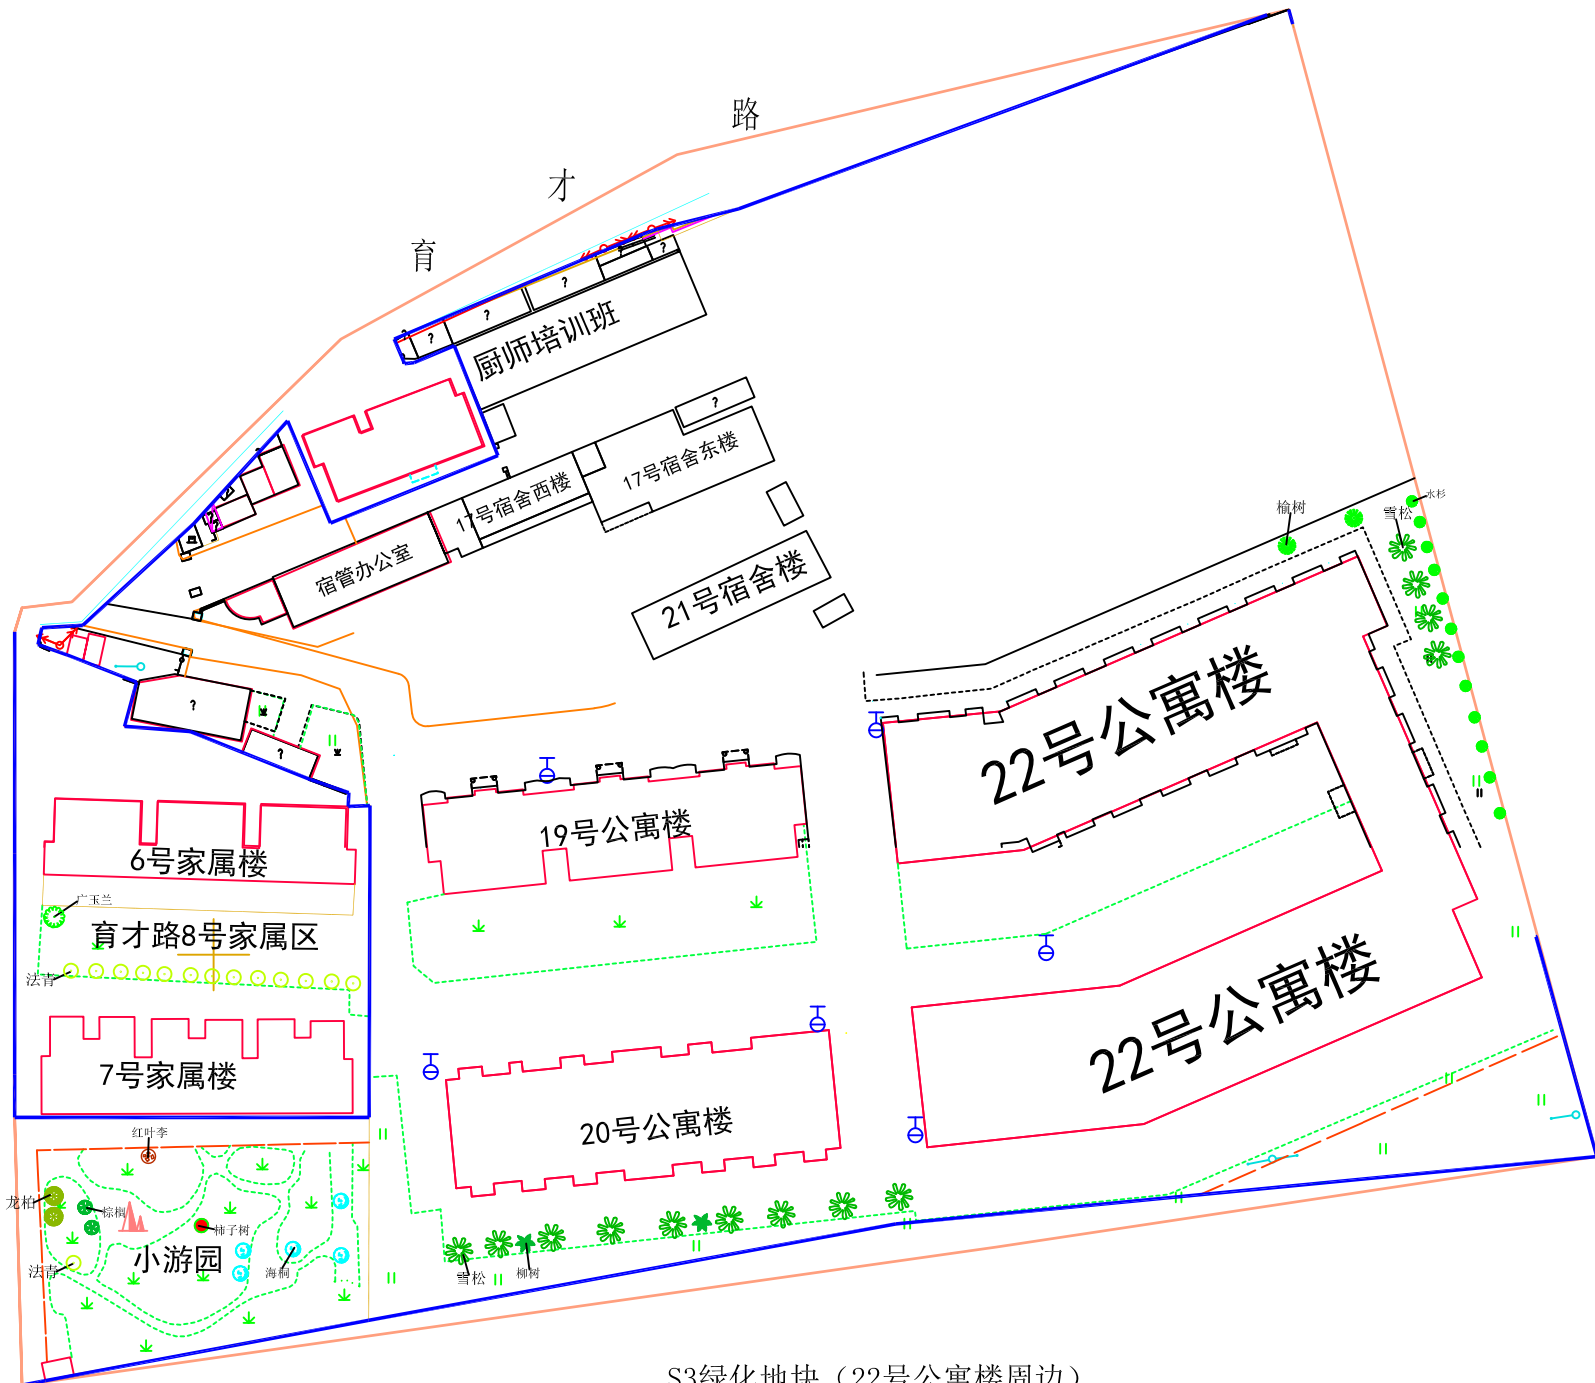 路
才
育
厨师培训班
17号宿舍东楼
17号宿舍西楼
宿管办公室
21号宿舍楼
榆树
雪松
水杉
22号公寓楼
19号公寓楼
6号家属楼
广玉兰
育才路8号家属区
法青
22号公寓楼
7号家属楼
20号公寓楼
红叶李
龙柏
棕榈
柿子树
小游园
法青
海桐
雪松
柳树
S3绿化地块（22号公寓楼周边）